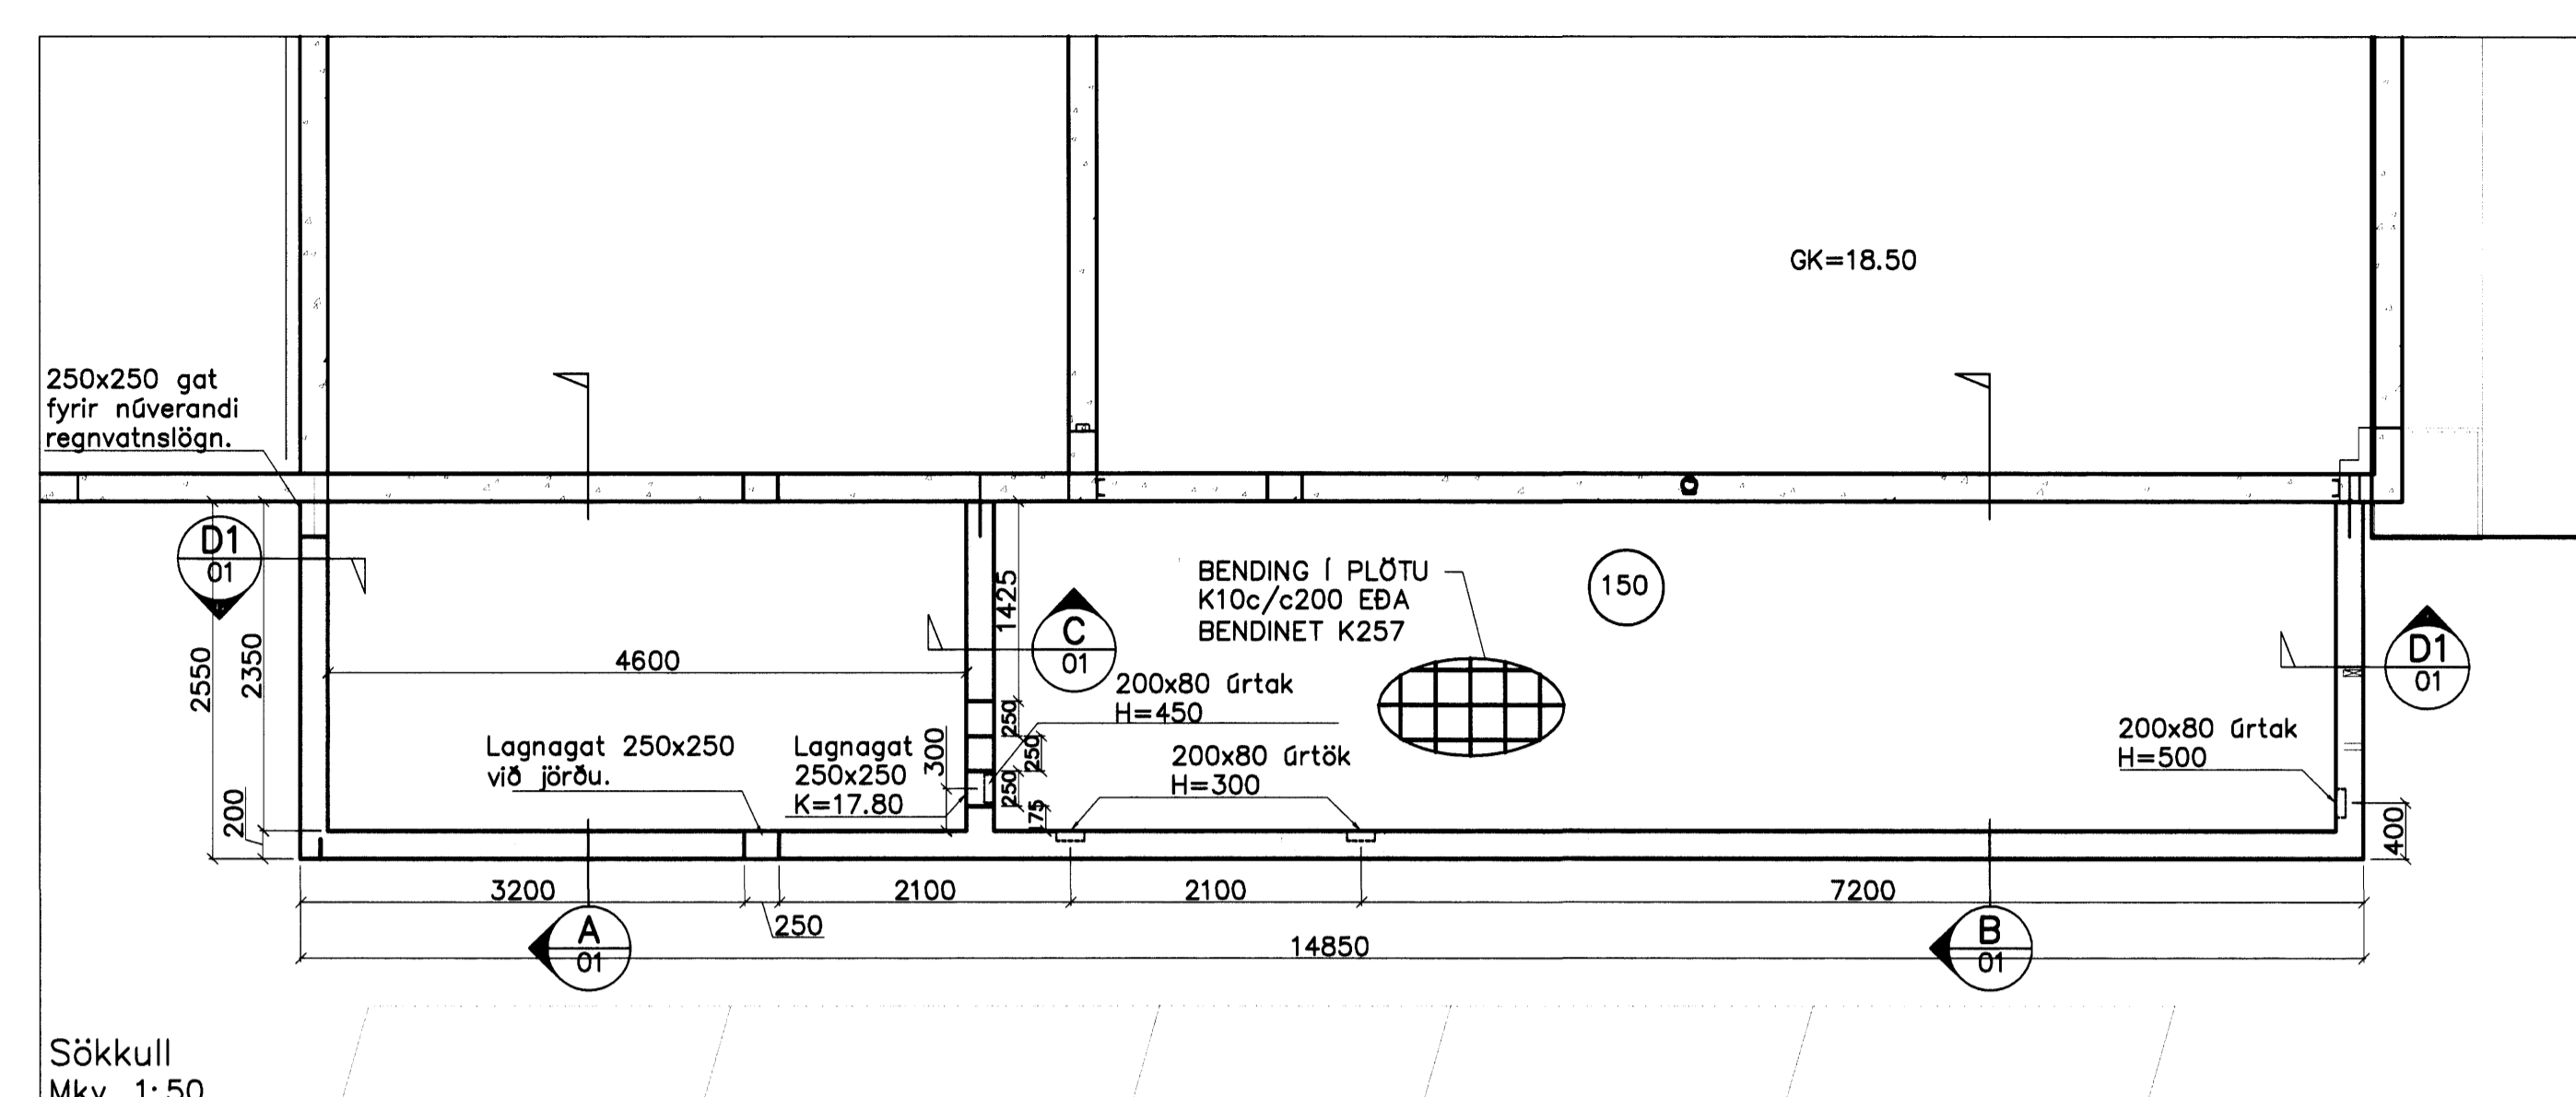 GK=18.50
250x250 gat
fyrir núverandi
regnvatnslögn.
D1
01
BENDING Í PLÖTU
K10c/c200 EÐA
BENDINET K257
150
1425
C
01
D1
01
2550
2350
4600
200x80 úrtak
H=450
250
250
250
175
300
200x80 úrtak
H=500
Lagnagat 250x250
við jörðu.
Lagnagat
250x250
K=17.80
200x80 úrtök
H=300
200
400
3200
2100
2100
7200
250
A
01
14850
B
01
Sökkull
Mkv. 1:50